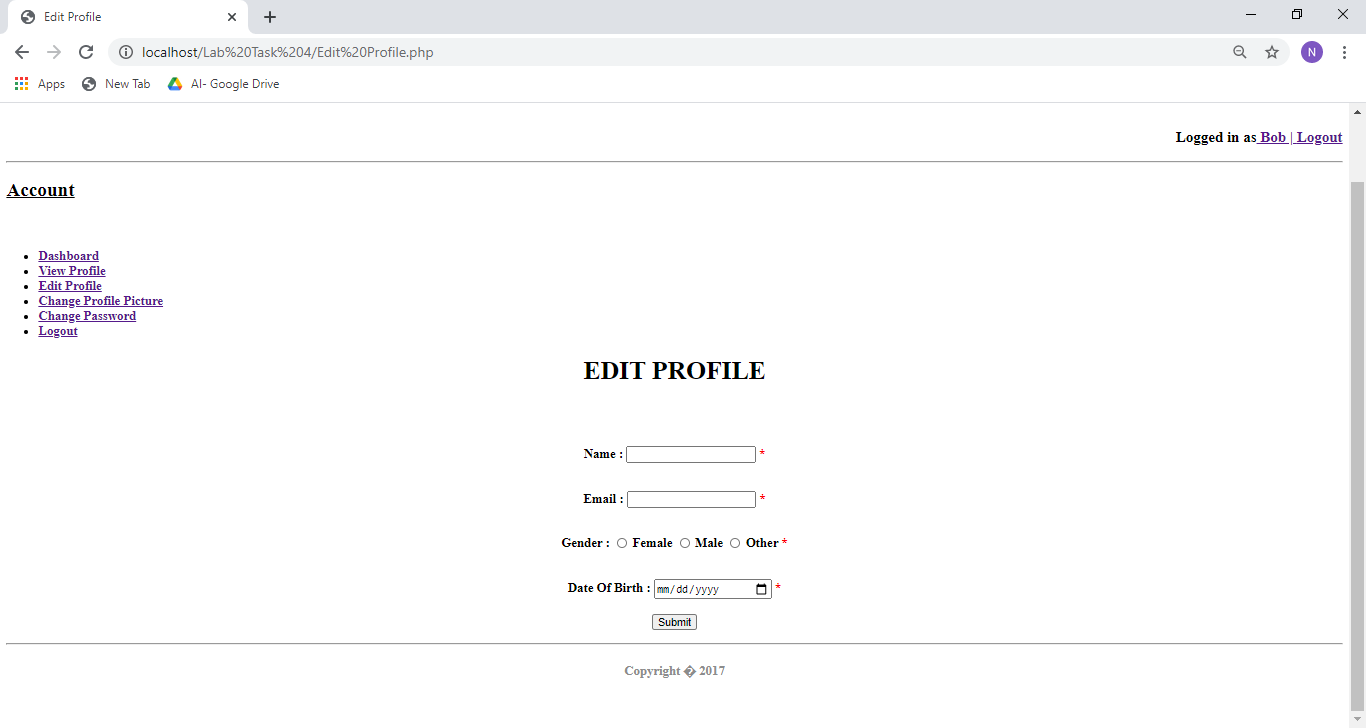 Edit Profile
localhost/Lab%20Task%204/Edit%20Profile.php
N
Apps New Tab AI- Google Drive
Logged in as Bob | Logout
Account
Dashboard
View Profile
Edit Profile
Change Profile Picture
Change Password
Logout
EDIT PROFILE
Name : *
Email : *
Gender : Female Male Other *
Date Of Birth : mm/dd/yyyy *
Submit
Copyright � 2017